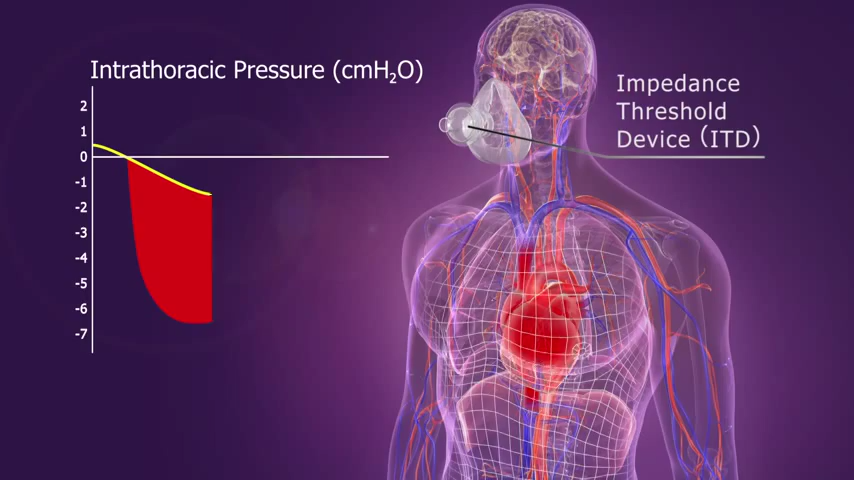 Intrathoracic Pressure (cmH₂O)
2
1
0
-1
-2
-3
-4
-5
-6
-7
Impedance
Threshold
Device (ITD)